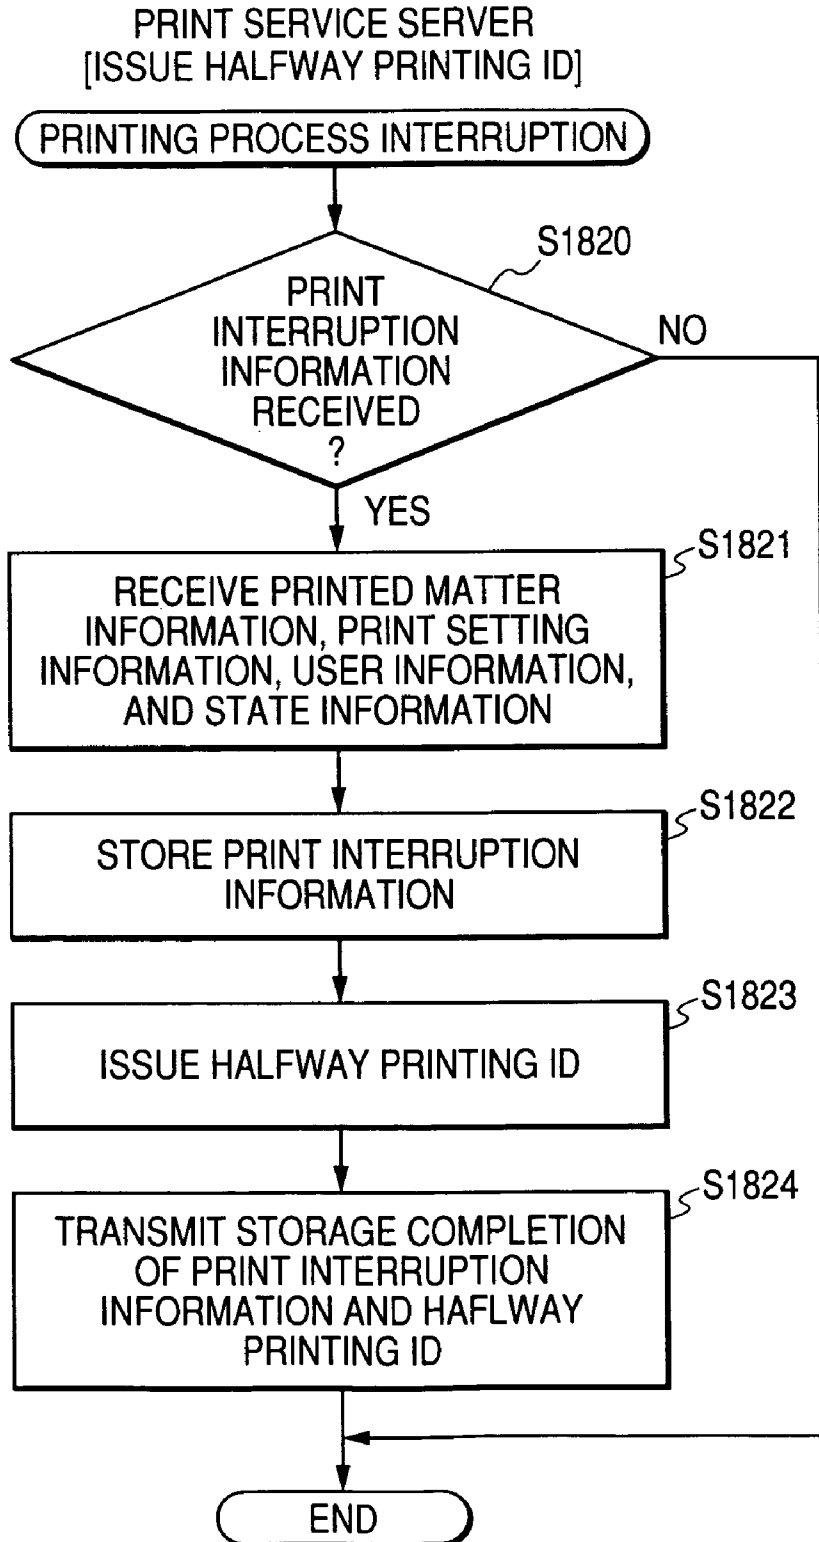 PRINT SERVICE SERVER
[ISSUE HALFWAY PRINTING ID]
PRINTING PROCESS INTERRUPTION
S1820
PRINT
INTERRUPTION
INFORMATION
RECEIVED
?
NO
YES
S1821
RECEIVE PRINTED MATTER
INFORMATION, PRINT SETTING
INFORMATION, USER INFORMATION,
AND STATE INFORMATION
S1822
STORE PRINT INTERRUPTION
INFORMATION
S1823
ISSUE HALFWAY PRINTING ID
S1824
TRANSMIT STORAGE COMPLETION
OF PRINT INTERRUPTION
INFORMATION AND HAFLWAY
PRINTING ID
END